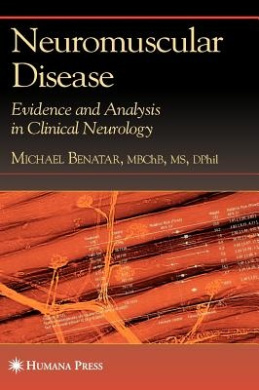 Neuromuscular
Disease
Evidence and Analysis
in Clinical Neurology
MICHAEL BENATAR, MBChB, MS, DPhil
HUMANA PRESS